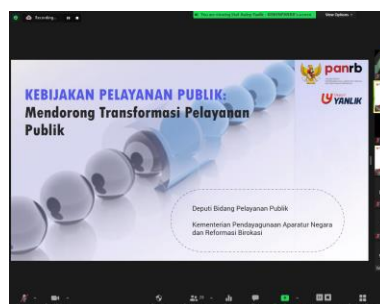 Recording...
View Options
panrb
KEBIJAKAN PELAYANAN PUBLIK:
Mendorong Transformasi Pelayanan
Publik
YANLIK
Deputi Bidang Pelayanan Publik
Kementerian Pendayagunaan Aparatur Negara
dan Reformasi Birokasi